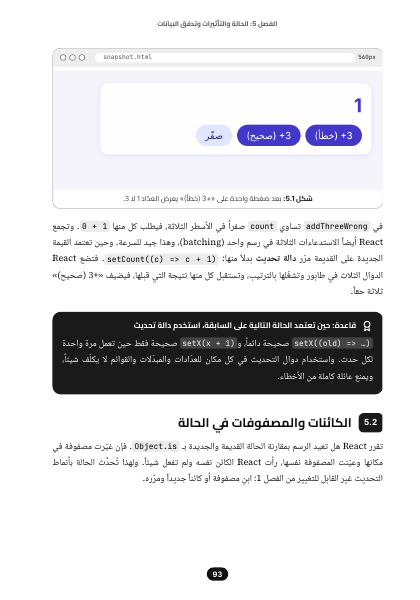 الفصل 5: الحالة والتأثيرات وتدفق البيانات
snapshot.html
560px
1
+3 (خطأ) +3 (صحيح) صفّر
شكل 5.1: بعد ضغطة واحدة على «+3 (خطأ)» يعرض العدّاد 1 لا 3.
في addThreeWrong تساوي count صفراً في الأسطر الثلاثة، فيطلب كل منها 0 + 1. وتجمع
React أيضاً الاستدعاءات الثلاثة في رسم واحد (batching)، وهذا جيد للسرعة. وحين تعتمد القيمة
الجديدة على القديمة مرّر دالة تحديث بدلاً منها: setCount((c) => c + 1). فتضع React
الدوال الثلاث في طابور وتشغّلها بالترتيب، وتستقبل كل منها نتيجة التي قبلها، فيضيف «+3 (صحيح)»
ثلاثة حقاً.
قاعدة: حين تعتمد الحالة التالية على السابقة، استخدم دالة تحديث
setX((old) => …) صحيحة دائماً، و setX(x + 1) صحيحة فقط حين تعمل مرة واحدة
لكل حدث. واستخدام دوال التحديث في كل مكان للعدّادات والمبدّلات والقوائم لا يكلّف شيئاً،
ويمنع عائلة كاملة من الأخطاء.
5.2 الكائنات والمصفوفات في الحالة
تقرر React هل تعيد الرسم بمقارنة الحالة القديمة والجديدة بـ Object.is. فإن غيّرت مصفوفة في
مكانها وعيّنت المصفوفة نفسها، رأت React الكائن نفسه ولم تفعل شيئاً. ولهذا تُحدَّث الحالة بأنماط
التحديث غير القابل للتغيير من الفصل 1: ابنِ مصفوفة أو كائناً جديداً ومرّره.
93